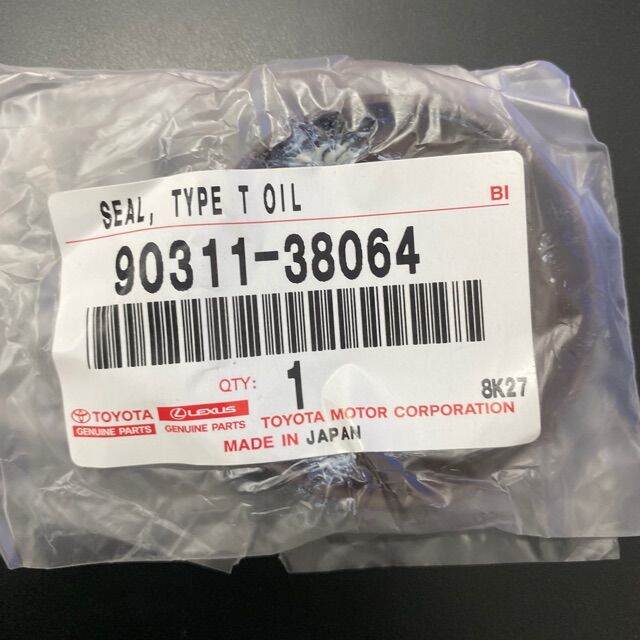 SEAL, TYPE T OIL
BI
90311-38064
QTY: 1
8K27
TOYOTA
GENUINE PARTS
LEXUS
GENUINE PARTS
TOYOTA MOTOR CORPORATION
MADE IN JAPAN